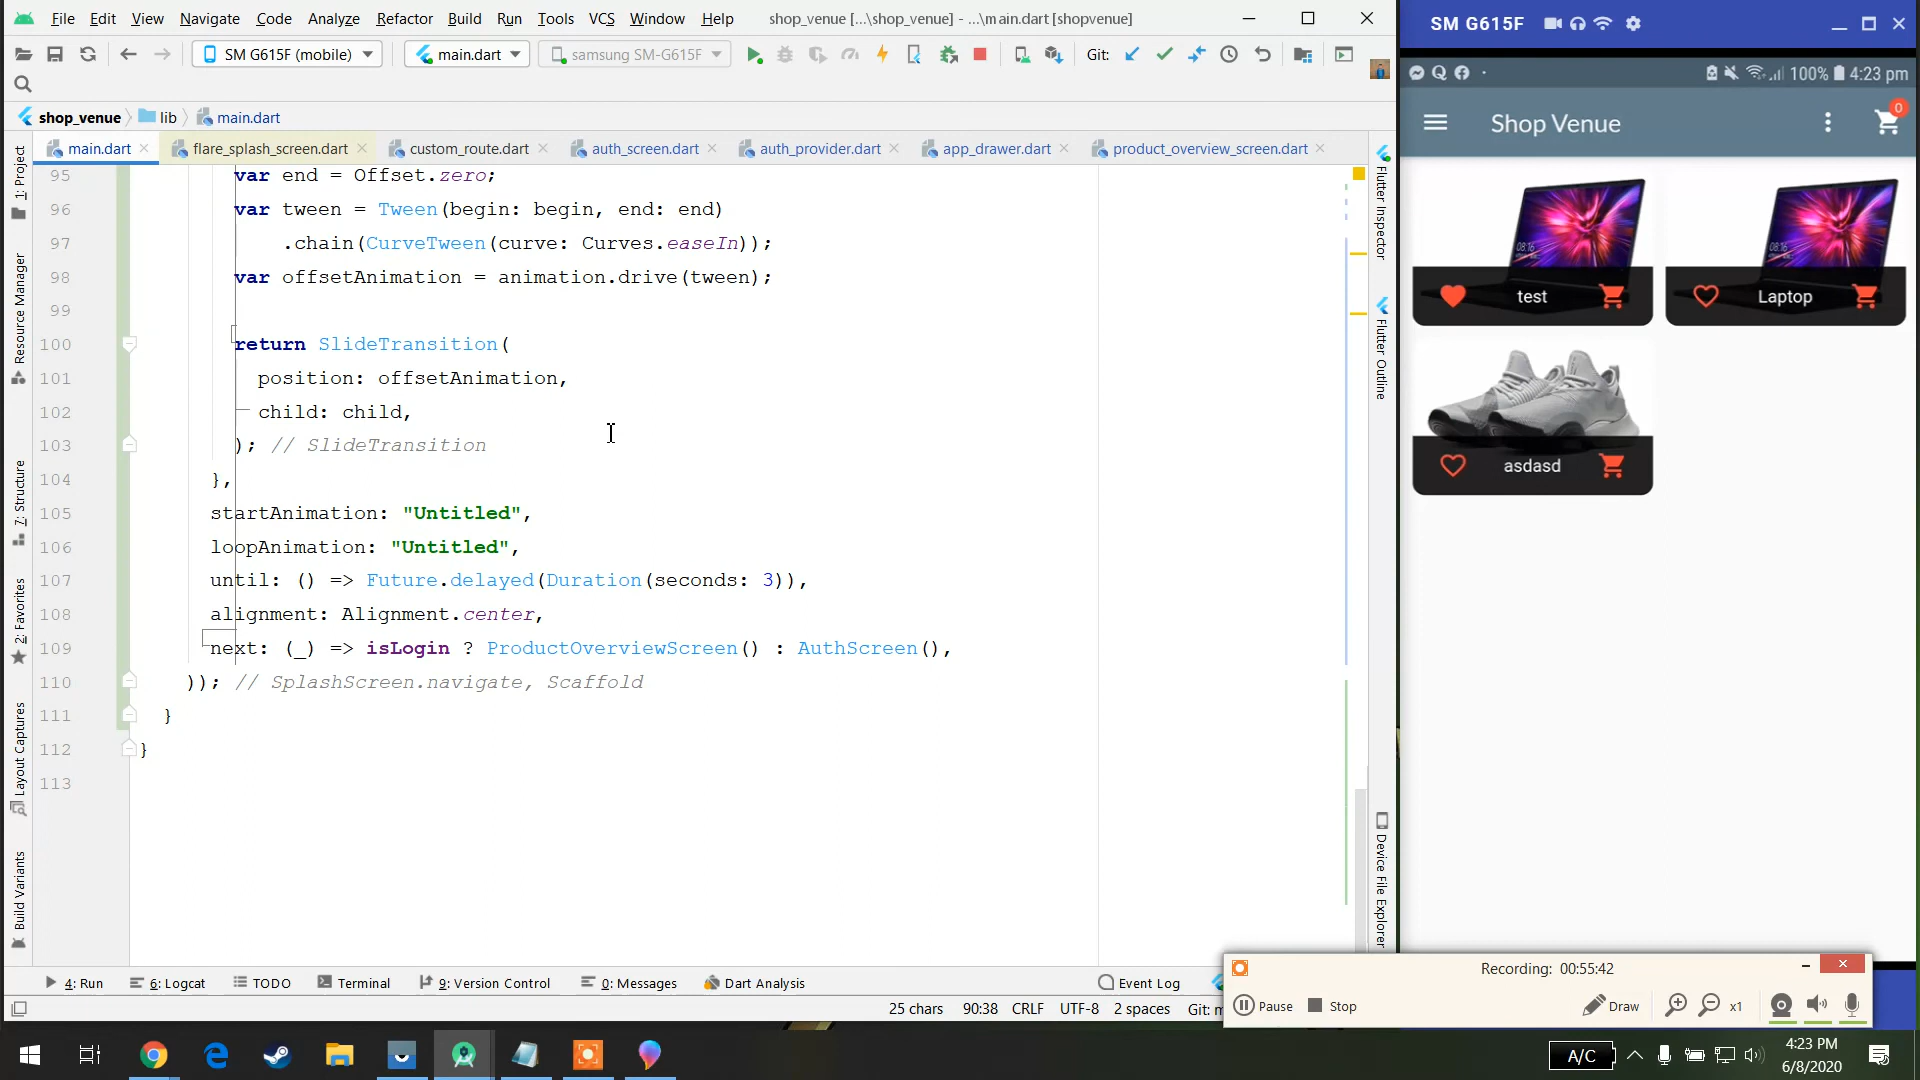 File Edit View Navigate Code Analyze Refactor Build Run Tools VCS Window Help shop_venue [...\shop_venue] - ...\main.dart [shopvenue]
SM G615F (mobile) main.dart samsung SM-G615F Git:
shop_venue lib main.dart
main.dart flare_splash_screen.dart custom_route.dart auth_screen.dart auth_provider.dart app_drawer.dart product_overview_screen.dart
95 var end = Offset.zero;
96 var tween = Tween(begin: begin, end: end)
97 .chain(CurveTween(curve: Curves.easeIn));
98 var offsetAnimation = animation.drive(tween);
99
100 return SlideTransition(
101 position: offsetAnimation,
102 child: child,
103 ); // SlideTransition
104 },
105 startAnimation: "Untitled",
106 loopAnimation: "Untitled",
107 until: () => Future.delayed(Duration(seconds: 3)),
108 alignment: Alignment.center,
109 next: (_) => isLogin ? ProductOverviewScreen() : AuthScreen(),
110 )); // SplashScreen.navigate, Scaffold
111 }
112 }
113
1: Project
Resource Manager
7: Structure
2: Favorites
Layout Captures
Build Variants
Flutter Inspector
Flutter Outline
Device File Explorer
4: Run 6: Logcat TODO Terminal 9: Version Control 0: Messages Dart Analysis Event Log
25 chars 90:38 CRLF UTF-8 2 spaces Git: m
SM G615F
100% 4:23 pm
Shop Venue 0
08:16
test
08:16
Laptop
asdasd
Recording: 00:55:42
Pause Stop Draw x1
A/C
4:23 PM
6/8/2020